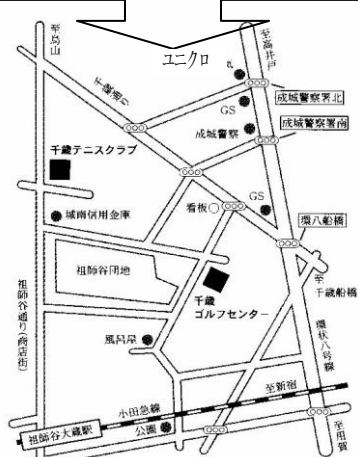 ユニクロ
至烏山
千歳通り
至高井戸
GS
成城警察署北
成城警察
成城警察署南
千歳テニスクラブ
城南信用金庫
看板
GS
環八船橋
祖師谷団地
千歳
ゴルフセンター
至
千歳船橋
祖師谷通り(商店街)
風呂屋
環状八号線
小田急線
至新宿
祖師谷大蔵駅
公園
至用賀